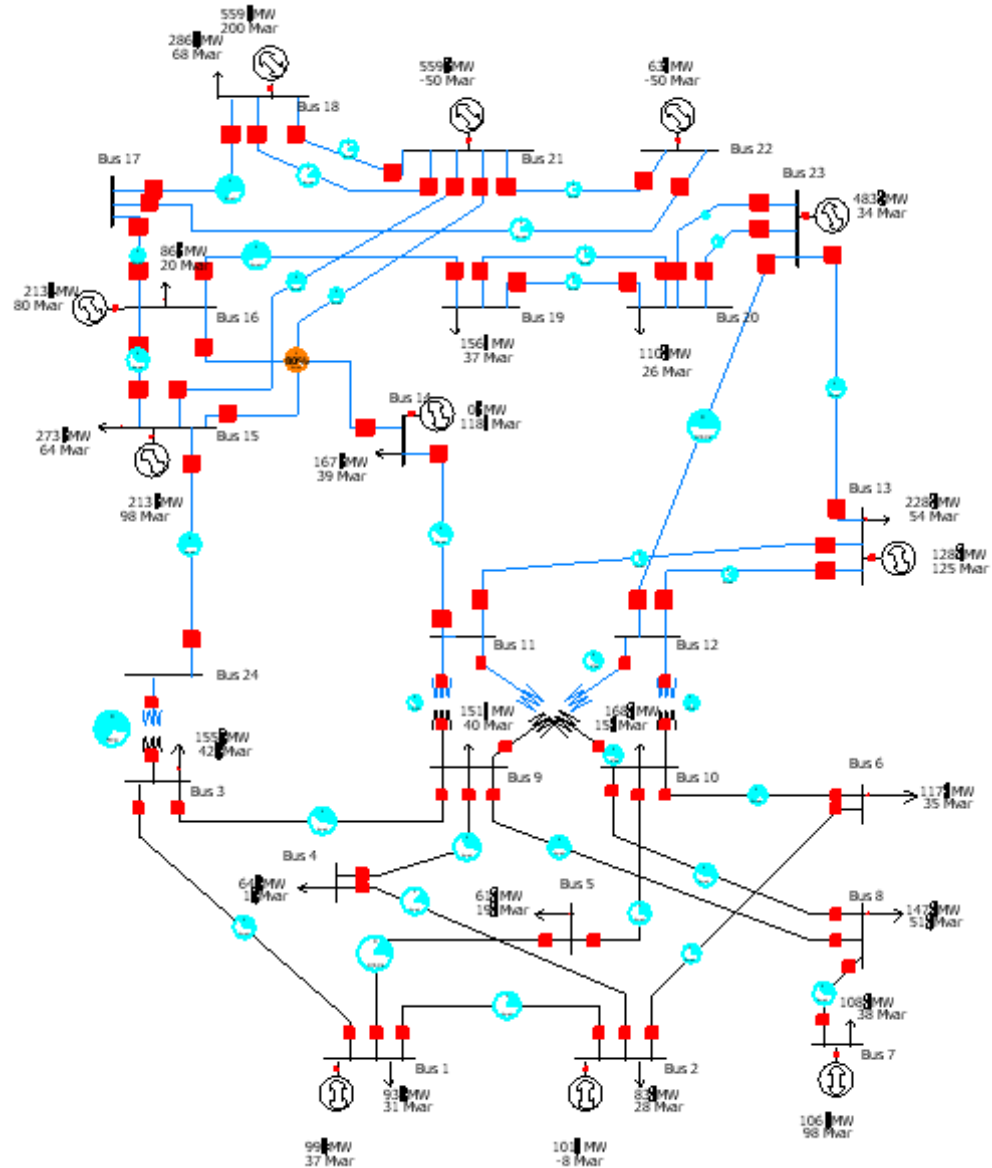 559 MW
200 Mvar
286 MW
68 Mvar
Bus 18
559 MW
-50 Mvar
63 MW
-50 Mvar
Bus 17
Bus 21
Bus 22
Bus 23
483 MW
34 Mvar
86 MW
20 Mvar
213 MW
80 Mvar
Bus 16
Bus 19
Bus 20
156 MW
37 Mvar
110 MW
26 Mvar
Bus 14
0 MW
118 Mvar
273 MW
64 Mvar
Bus 15
167 MW
39 Mvar
213 MW
98 Mvar
Bus 13
228 MW
54 Mvar
128 MW
125 Mvar
Bus 11
Bus 12
Bus 24
151 MW
40 Mvar
168 MW
15 Mvar
155 MW
42 Mvar
Bus 3
Bus 9
Bus 10
Bus 6
117 MW
35 Mvar
Bus 4
64 MW
Mvar
Bus 5
61 MW
19 Mvar
Bus 8
147 MW
51 Mvar
108 MW
38 Mvar
Bus 7
Bus 1
Bus 2
93 MW
31 Mvar
83 MW
28 Mvar
106 MW
98 Mvar
99 MW
37 Mvar
101 MW
-8 Mvar